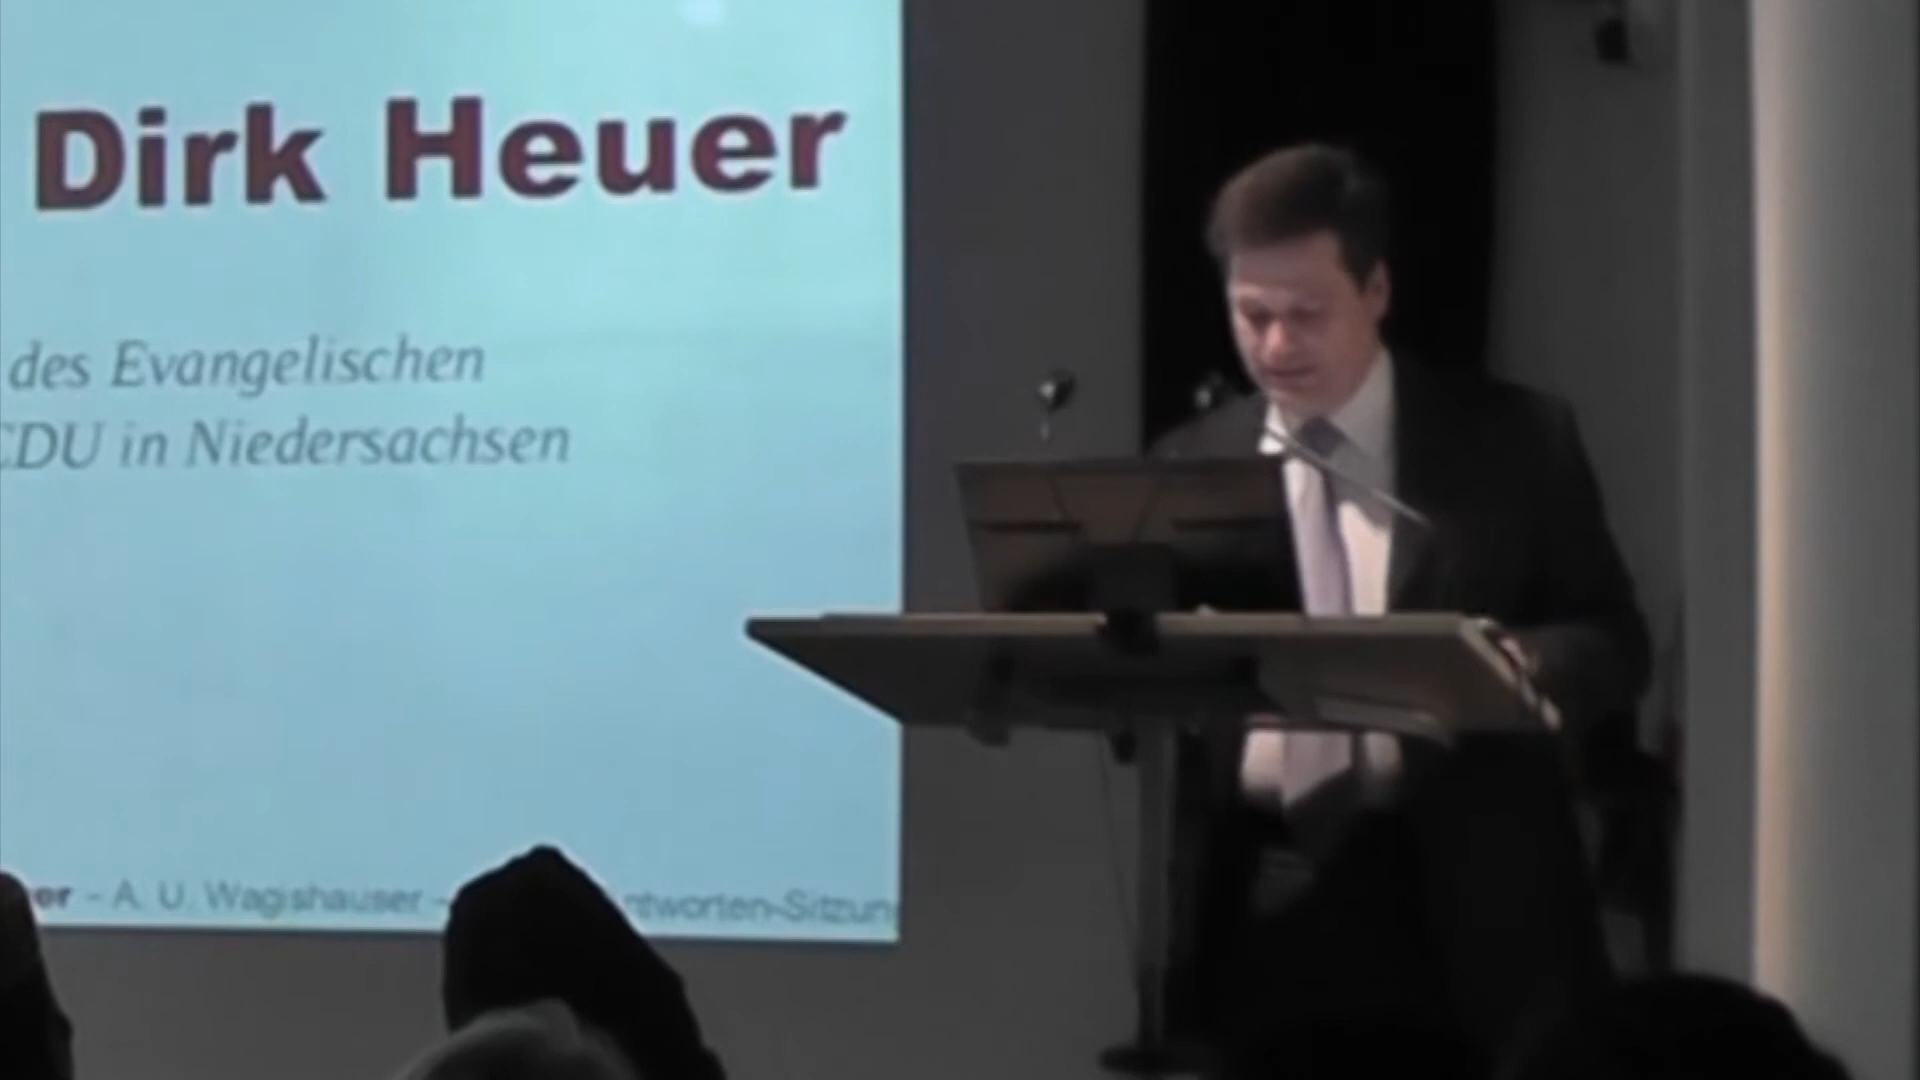 Dirk Heuer
des Evangelischen
CDU in Niedersachsen
er – A. U. Wagishauser – ntworten-Sitzun